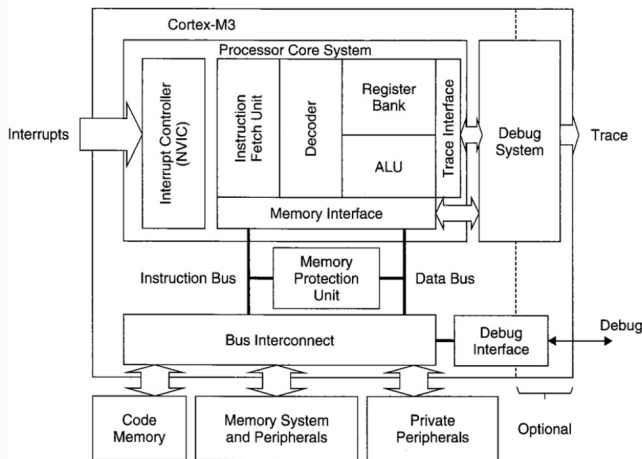 Cortex-M3
Processor Core System
Interrupts
Interrupt Controller
(NVIC)
Instruction
Fetch Unit
Decoder
Register
Bank
ALU
Trace Interface
Debug
System
Trace
Memory Interface
Instruction Bus
Memory
Protection
Unit
Data Bus
Bus Interconnect
Debug
Interface
Debug
Code
Memory
Memory System
and Peripherals
Private
Peripherals
Optional